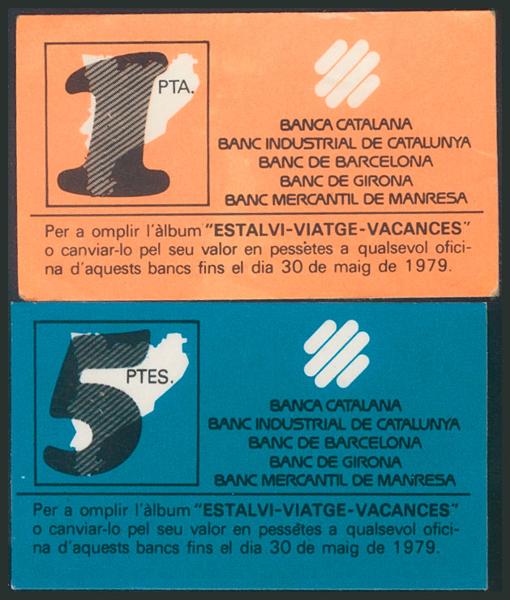 1 PTA.
BANCA CATALANA
BANC INDUSTRIAL DE CATALUNYA
BANC DE BARCELONA
BANC DE GIRONA
BANC MERCANTIL DE MANRESA
Per a omplir l'àlbum "ESTALVI-VIATGE-VACANCES"
o canviar-lo pel seu valor en pessètes a qualsevol ofici-
na d'aquests bancs fins el dia 30 de maig de 1979.
5 PTES.
BANCA CATALANA
BANC INDUSTRIAL DE CATALUNYA
BANC DE BARCELONA
BANC DE GIRONA
BANC MERCANTIL DE MANRESA
Per a omplir l'àlbum "ESTALVI-VIATGE-VACANCES"
o canviar-lo pel seu valor en pessètes a qualsevol ofici-
na d'aquests bancs fins el dia 30 de maig de 1979.